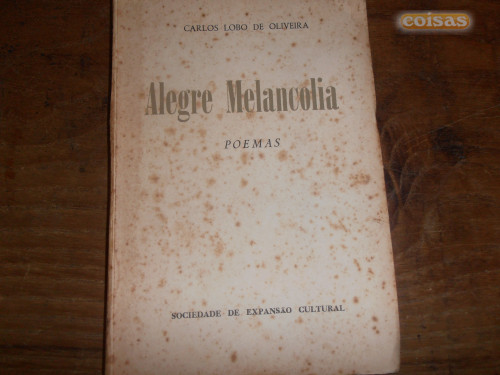 coisas
CARLOS LOBO DE OLIVEIRA
Alegre Melancolia
POEMAS
SOCIEDADE DE EXPANSÃO CULTURAL